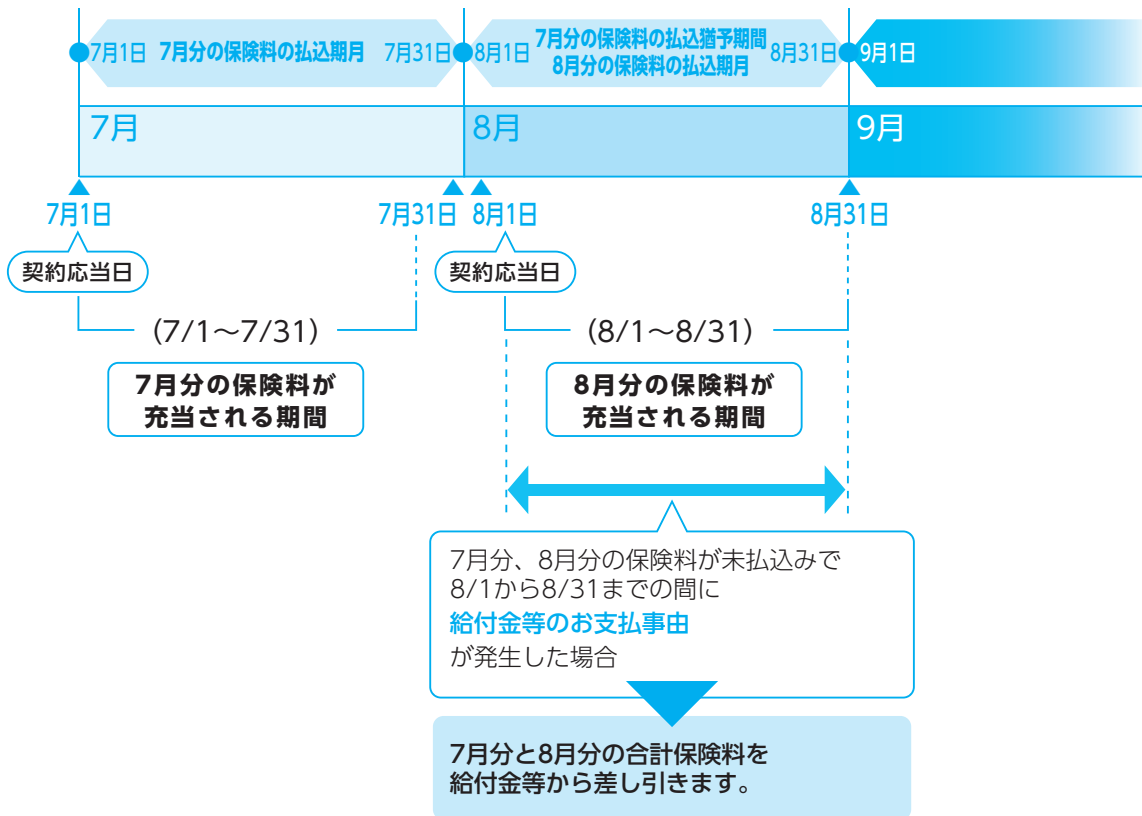 7月1日 7月分の保険料の払込期月 7月31日
8月1日 7月分の保険料の払込猶予期間 8月31日
8月分の保険料の払込期月
9月1日
7月
8月
9月
7月1日
7月31日
8月1日
8月31日
契約応当日
契約応当日
(7/1〜7/31)
(8/1〜8/31)
7月分の保険料が
充当される期間
8月分の保険料が
充当される期間
7月分、8月分の保険料が未払込みで
8/1から8/31までの間に
給付金等のお支払事由
が発生した場合
7月分と8月分の合計保険料を
給付金等から差し引きます。